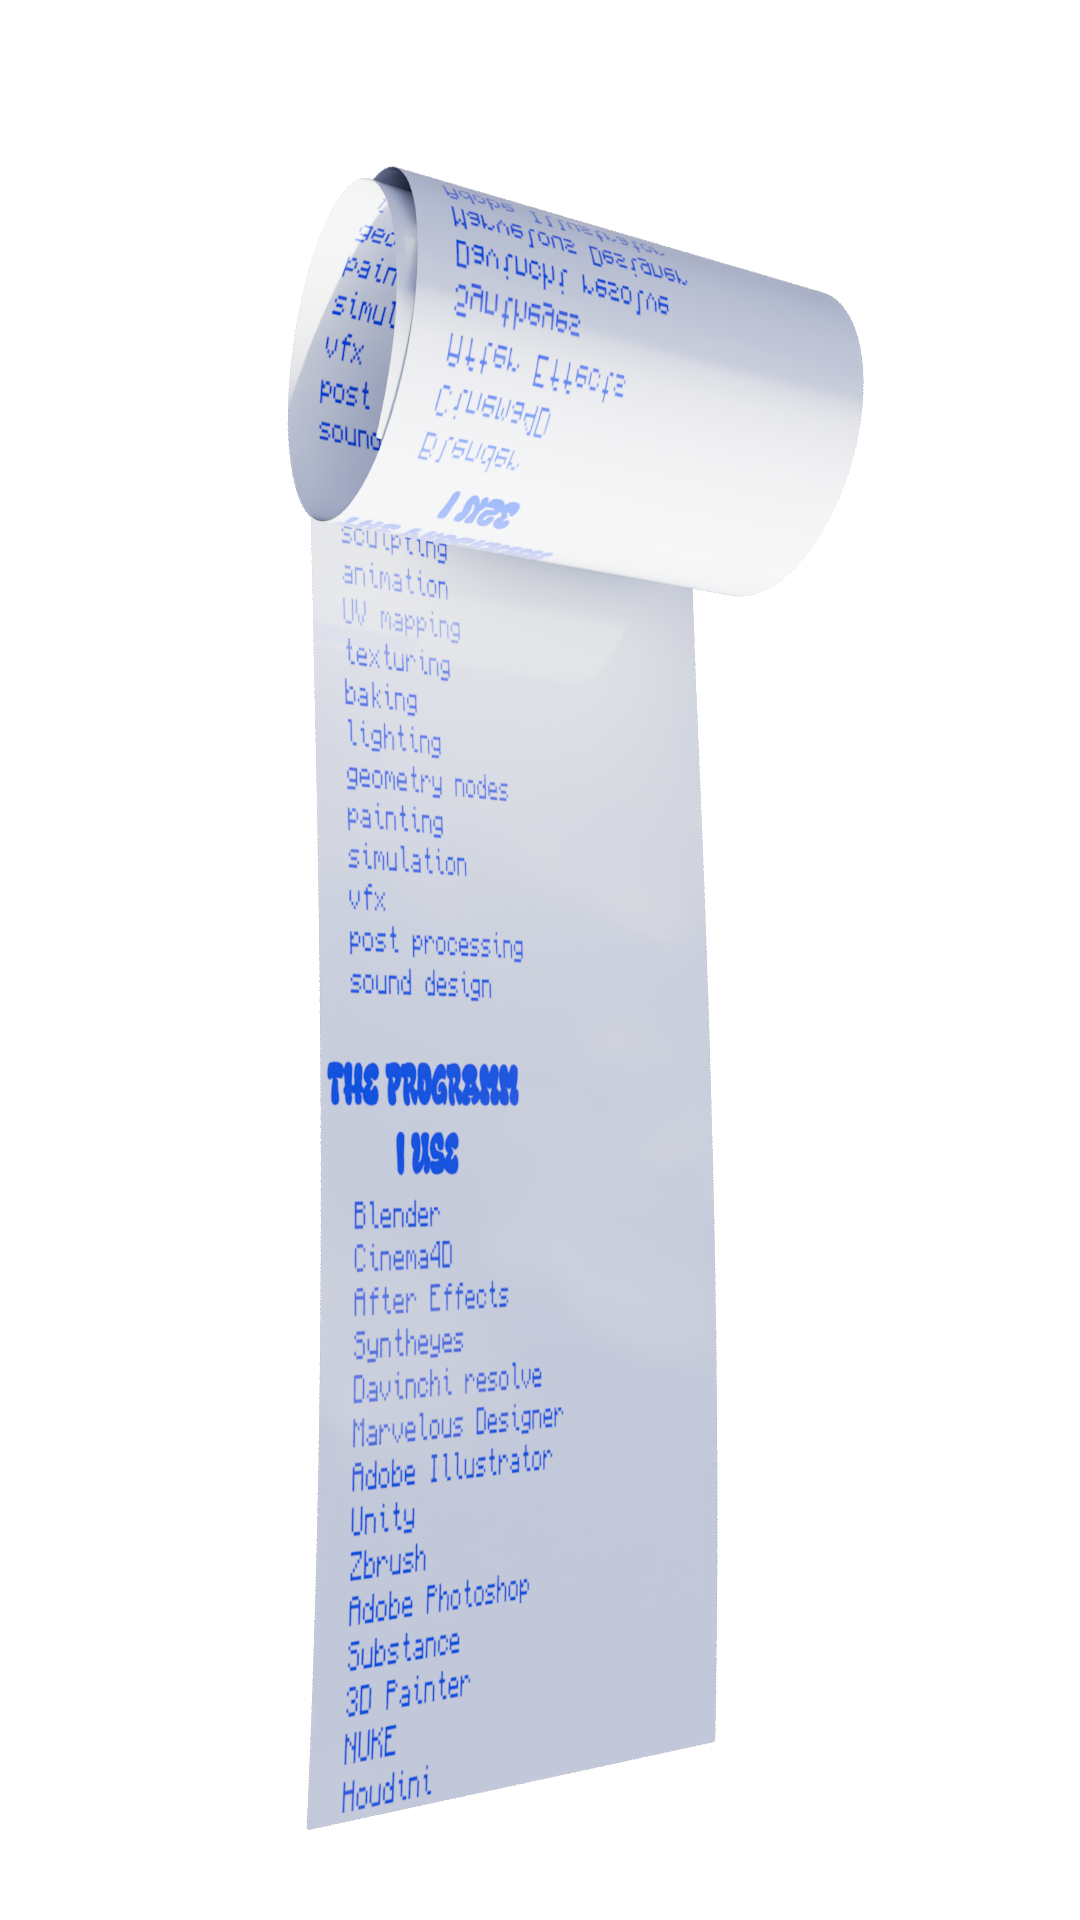 Adobe Illustrator
Marvelous Designer
Davinchi resolve
Syntheyes
After Effects
Cinema4D
Blender
I USE
THE PROGRAMM
geo
pain
simul
vfx
post
sound
sculpting
animation
UV mapping
texturing
baking
lighting
geometry nodes
painting
simulation
vfx
post processing
sound design
THE PROGRAMM
I USE
Blender
Cinema4D
After Effects
Syntheyes
Davinchi resolve
Marvelous Designer
Adobe Illustrator
Unity
Zbrush
Adobe Photoshop
Substance
3D Painter
NUKE
Houdini